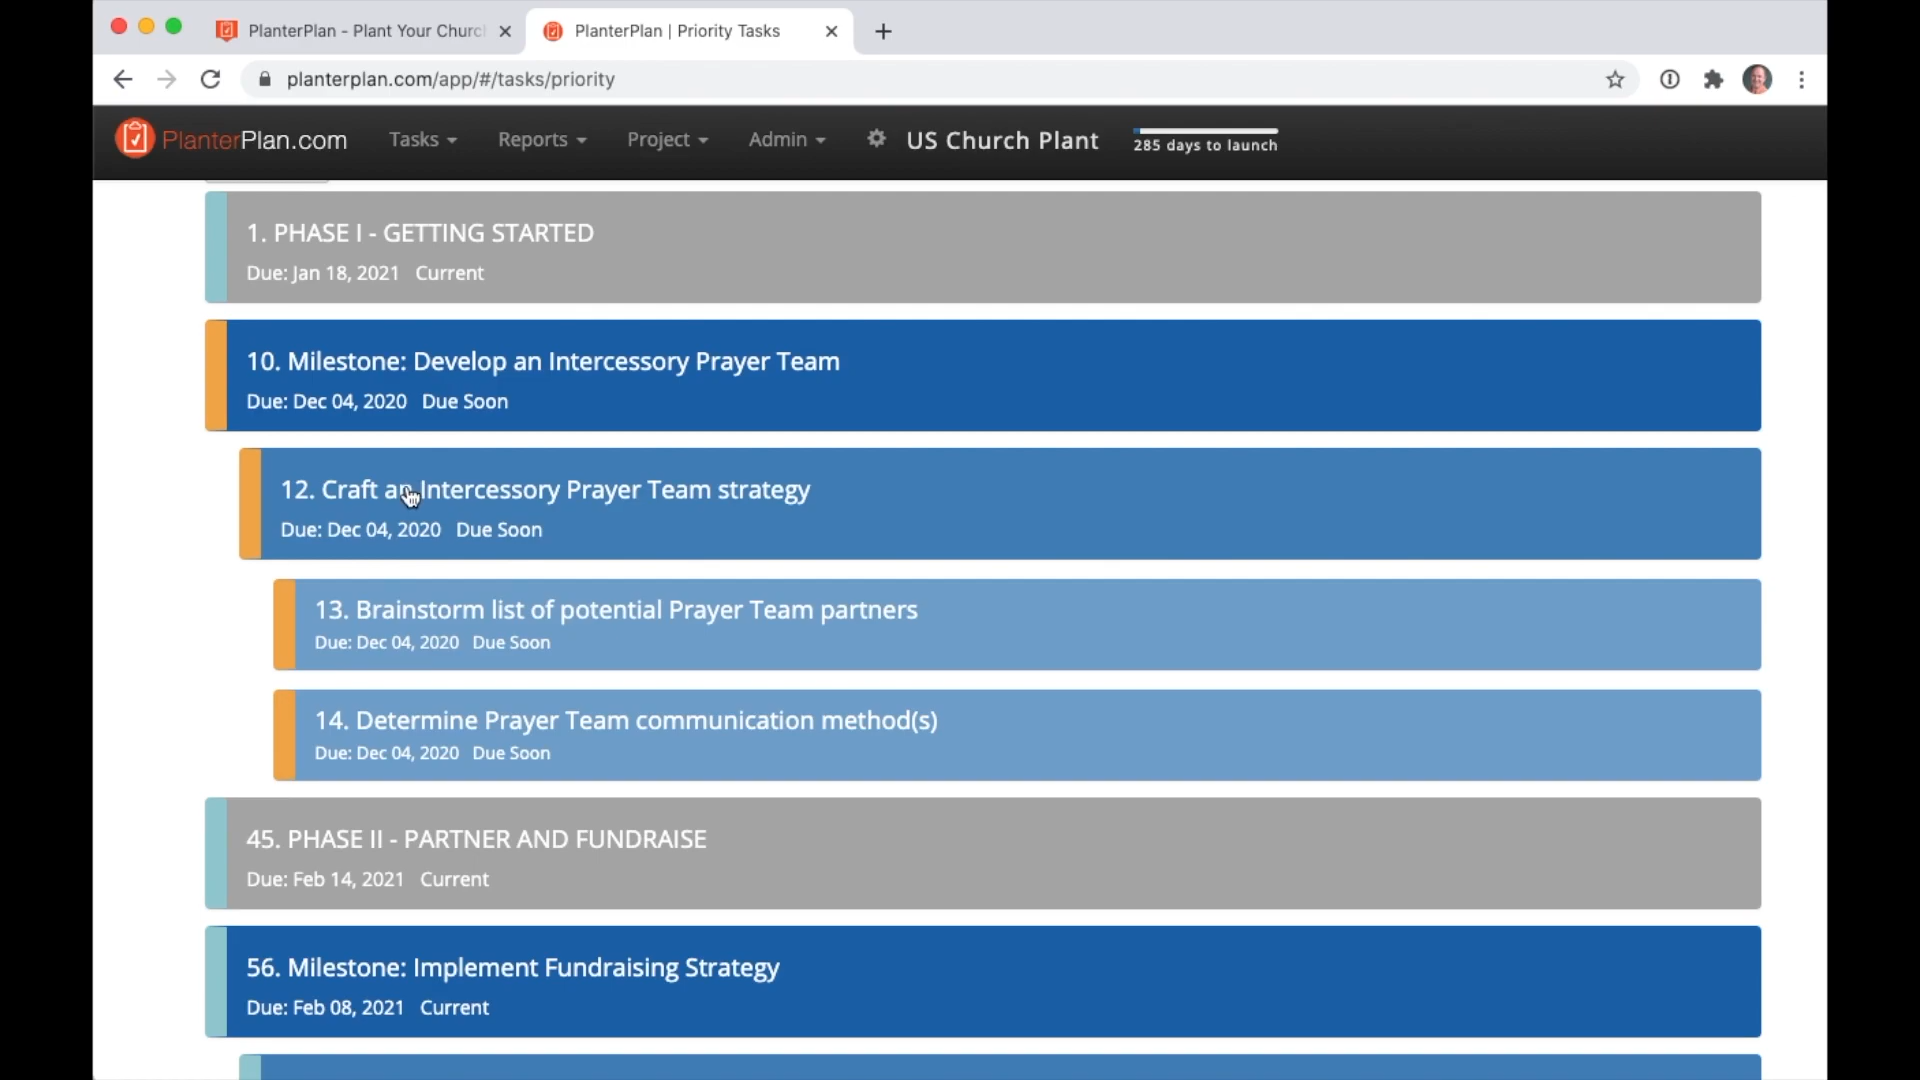 PlanterPlan - Plant Your Churc
PlanterPlan | Priority Tasks
planterplan.com/app/#/tasks/priority
PlanterPlan.com
Tasks
Reports
Project
Admin
US Church Plant
285 days to launch
1. PHASE I - GETTING STARTED
Due: Jan 18, 2021 Current
10. Milestone: Develop an Intercessory Prayer Team
Due: Dec 04, 2020 Due Soon
12. Craft an Intercessory Prayer Team strategy
Due: Dec 04, 2020 Due Soon
13. Brainstorm list of potential Prayer Team partners
Due: Dec 04, 2020 Due Soon
14. Determine Prayer Team communication method(s)
Due: Dec 04, 2020 Due Soon
45. PHASE II - PARTNER AND FUNDRAISE
Due: Feb 14, 2021 Current
56. Milestone: Implement Fundraising Strategy
Due: Feb 08, 2021 Current